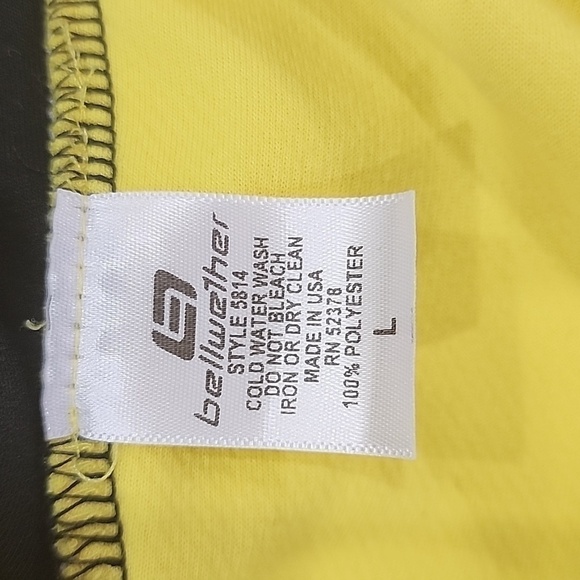 bellwether
STYLE 5814
COLD WATER WASH
DO NOT BLEACH
IRON OR DRY CLEAN
MADE IN USA
RN 52378
100% POLYESTER
L